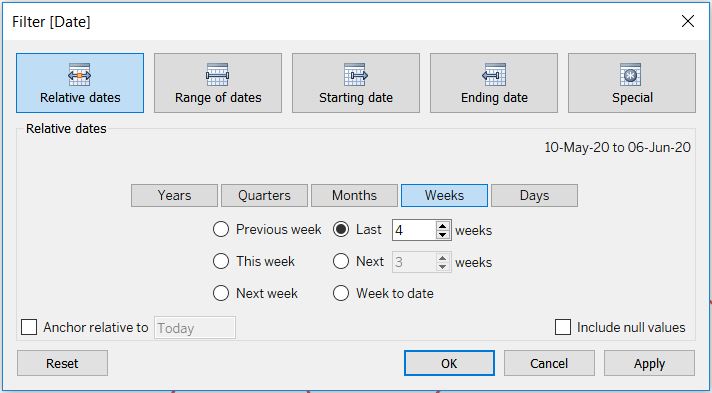 Filter [Date]
Relative dates Range of dates Starting date Ending date Special
Relative dates
10-May-20 to 06-Jun-20
Years Quarters Months Weeks Days
Previous week Last 4 weeks
This week Next 3 weeks
Next week Week to date
Anchor relative to Today Include null values
Reset OK Cancel Apply